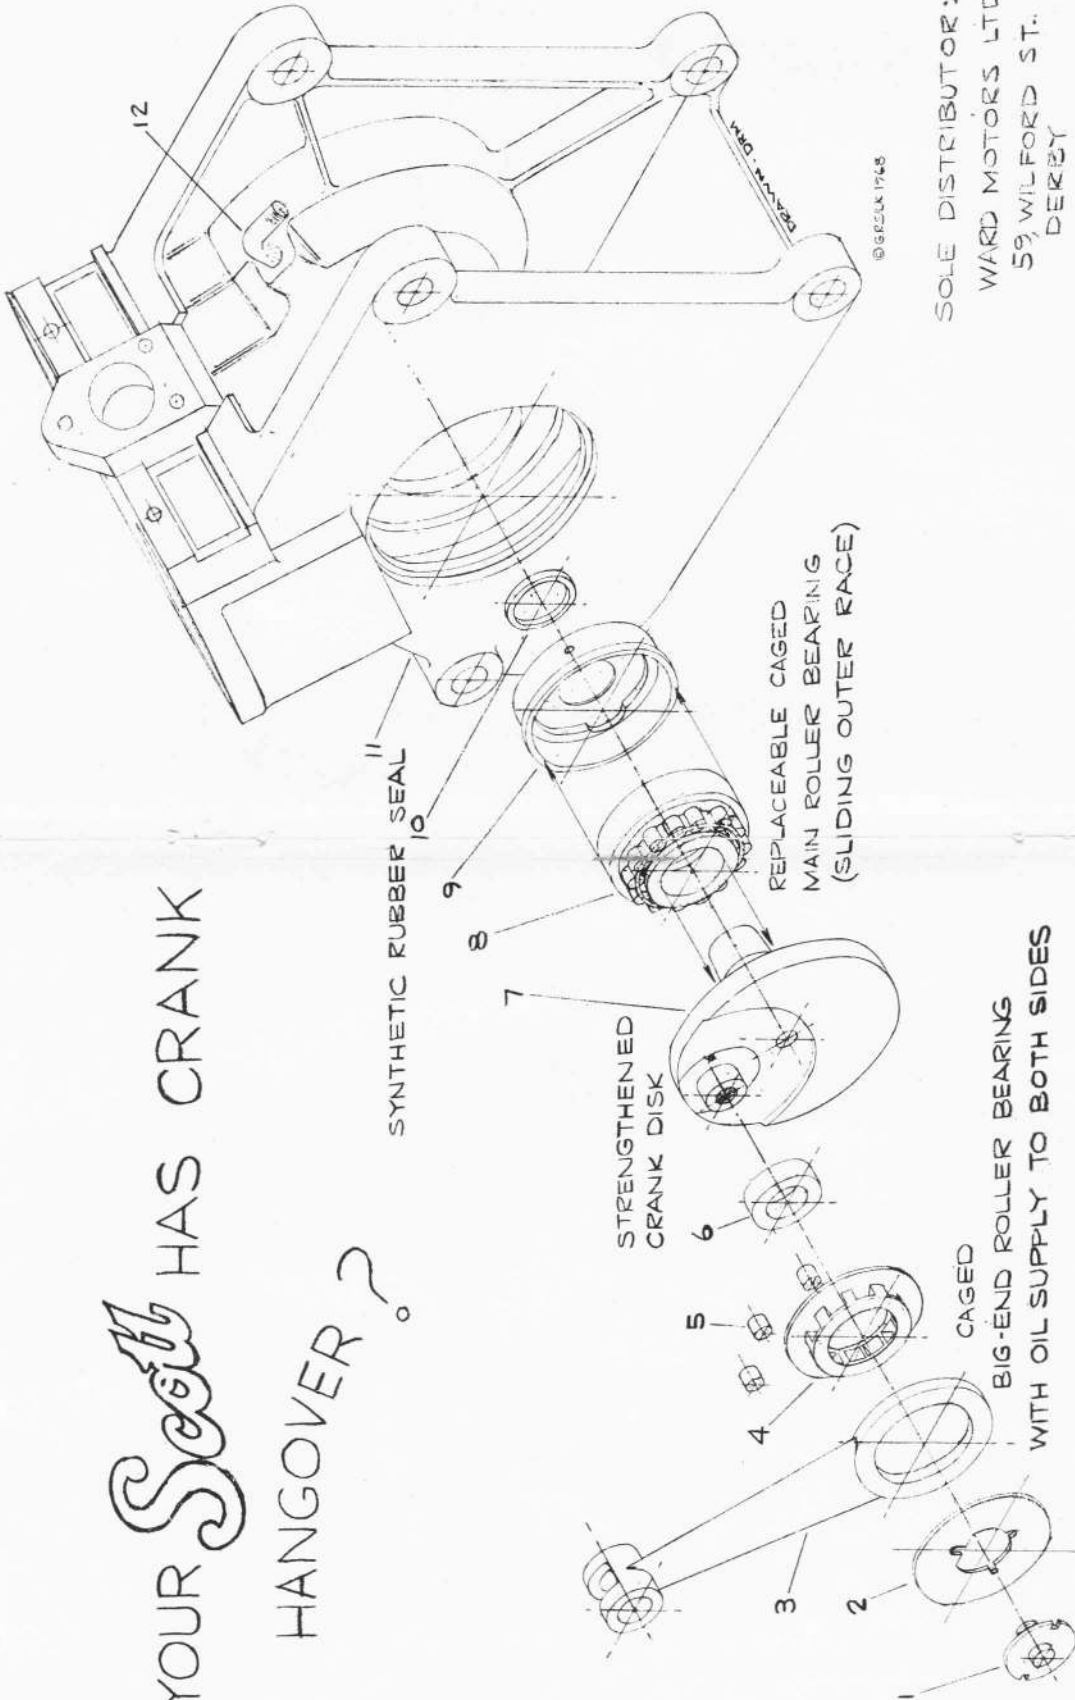 YOUR Scott HAS CRANK
HANGOVER ?
SYNTHETIC RUBBER SEAL
12
11
10
9
8
7
STRENGTHENED
CRANK DISK
6
5
4
3
2
1
REPLACEABLE CAGED
MAIN ROLLER BEARING
(SLIDING OUTER RACE)
CAGED
BIG-END ROLLER BEARING
WITH OIL SUPPLY TO BOTH SIDES
DRAWN · DRM
1968
SOLE DISTRIBUTOR:
WARD MOTORS LTD
59, WILFORD ST.
DERBY